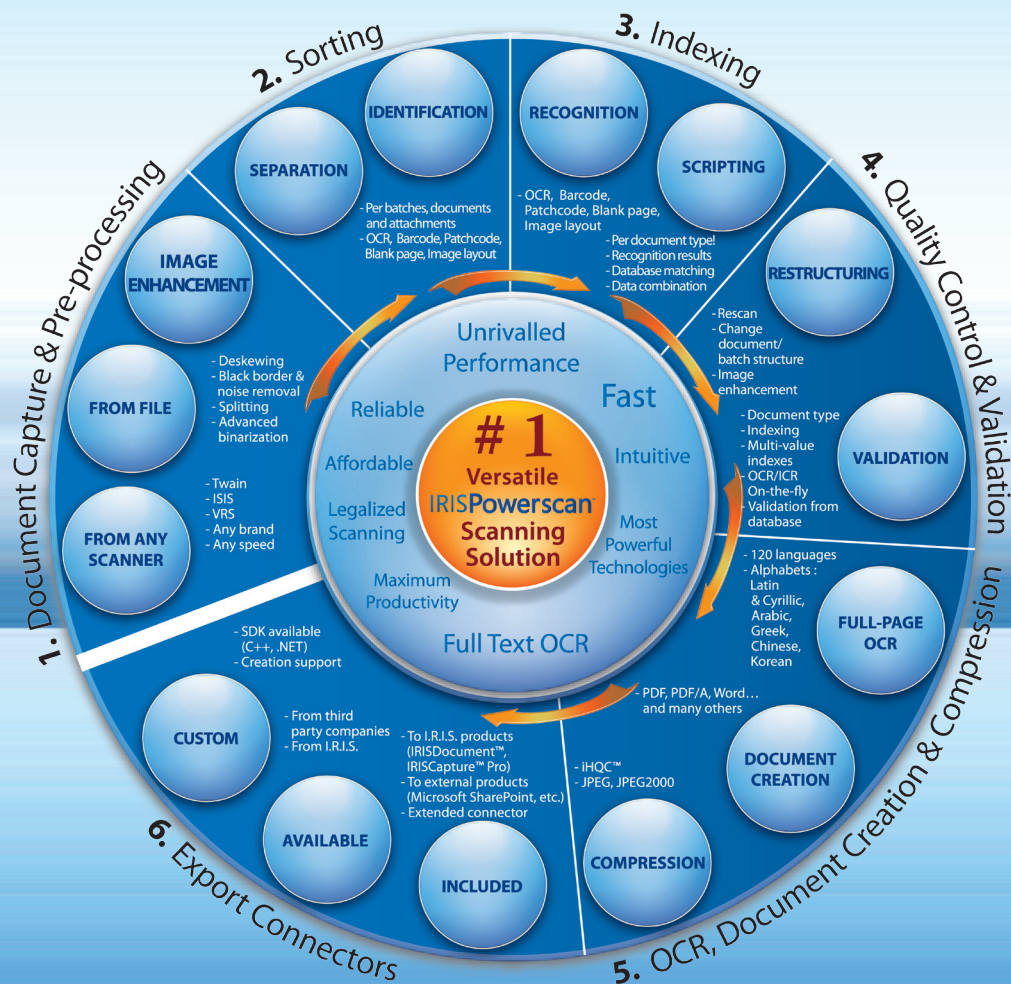 1. Document Capture & Pre-processing
FROM ANY
SCANNER
- Twain
- ISIS
- VRS
- Any brand
- Any speed
FROM FILE
IMAGE
ENHANCEMENT
- Deskewing
- Black border &
noise removal
- Splitting
- Advanced
binarization
2. Sorting
SEPARATION
IDENTIFICATION
- Per batches, documents
and attachments
- OCR, Barcode, Patchcode,
Blank page, Image layout
3. Indexing
RECOGNITION
- OCR, Barcode,
Patchcode, Blank page,
Image layout
SCRIPTING
- Per document type!
- Recognition results
- Database matching
- Data combination
4. Quality Control & Validation
RESTRUCTURING
- Rescan
- Change
document/
batch structure
- Image
enhancement
VALIDATION
- Document type
- Indexing
- Multi-value
indexes
- OCR/ICR
On-the-fly
- Validation from
database
5. OCR, Document Creation & Compression
FULL-PAGE
OCR
- 120 languages
- Alphabets :
Latin
& Cyrillic,
Arabic,
Greek,
Chinese,
Korean
DOCUMENT
CREATION
- PDF, PDF/A, Word...
and many others
COMPRESSION
- iHQC™
- JPEG, JPEG2000
6. Export Connectors
INCLUDED
- To I.R.I.S. products
(IRISDocument™,
IRISCapture™ Pro)
- To external products
(Microsoft SharePoint, etc.)
- Extended connector
AVAILABLE
- From third
party companies
- From I.R.I.S.
CUSTOM
- SDK available
(C++, .NET)
- Creation support
Unrivalled
Performance
Fast
Intuitive
Most
Powerful
Technologies
Full Text OCR
Maximum
Productivity
Legalized
Scanning
Affordable
Reliable
# 1
Versatile
IRISPowerscan™
Scanning
Solution